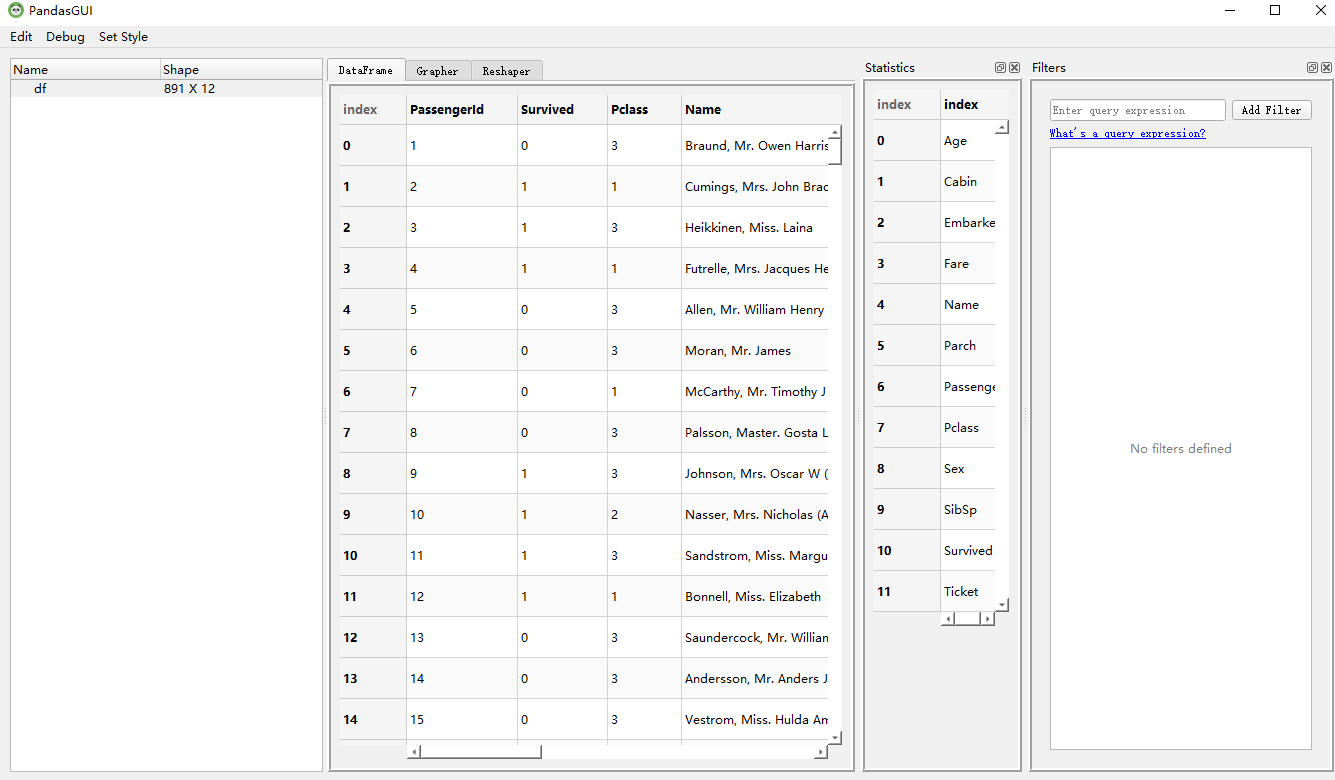 PandasGUI
Edit Debug Set Style
Name Shape
df 891 X 12
DataFrame Grapher Reshaper
index PassengerId Survived Pclass Name
0 1 0 3 Braund, Mr. Owen Harris
1 2 1 1 Cumings, Mrs. John Brad
2 3 1 3 Heikkinen, Miss. Laina
3 4 1 1 Futrelle, Mrs. Jacques He
4 5 0 3 Allen, Mr. William Henry
5 6 0 3 Moran, Mr. James
6 7 0 1 McCarthy, Mr. Timothy J
7 8 0 3 Palsson, Master. Gosta L
8 9 1 3 Johnson, Mrs. Oscar W (
9 10 1 2 Nasser, Mrs. Nicholas (A
10 11 1 3 Sandstrom, Miss. Margu
11 12 1 1 Bonnell, Miss. Elizabeth
12 13 0 3 Saundercock, Mr. William
13 14 0 3 Andersson, Mr. Anders J
14 15 0 3 Vestrom, Miss. Hulda Am
Statistics
index index
0 Age
1 Cabin
2 Embarke
3 Fare
4 Name
5 Parch
6 Passenge
7 Pclass
8 Sex
9 SibSp
10 Survived
11 Ticket
Filters
Enter query expression Add Filter
What's a query expression?
No filters defined